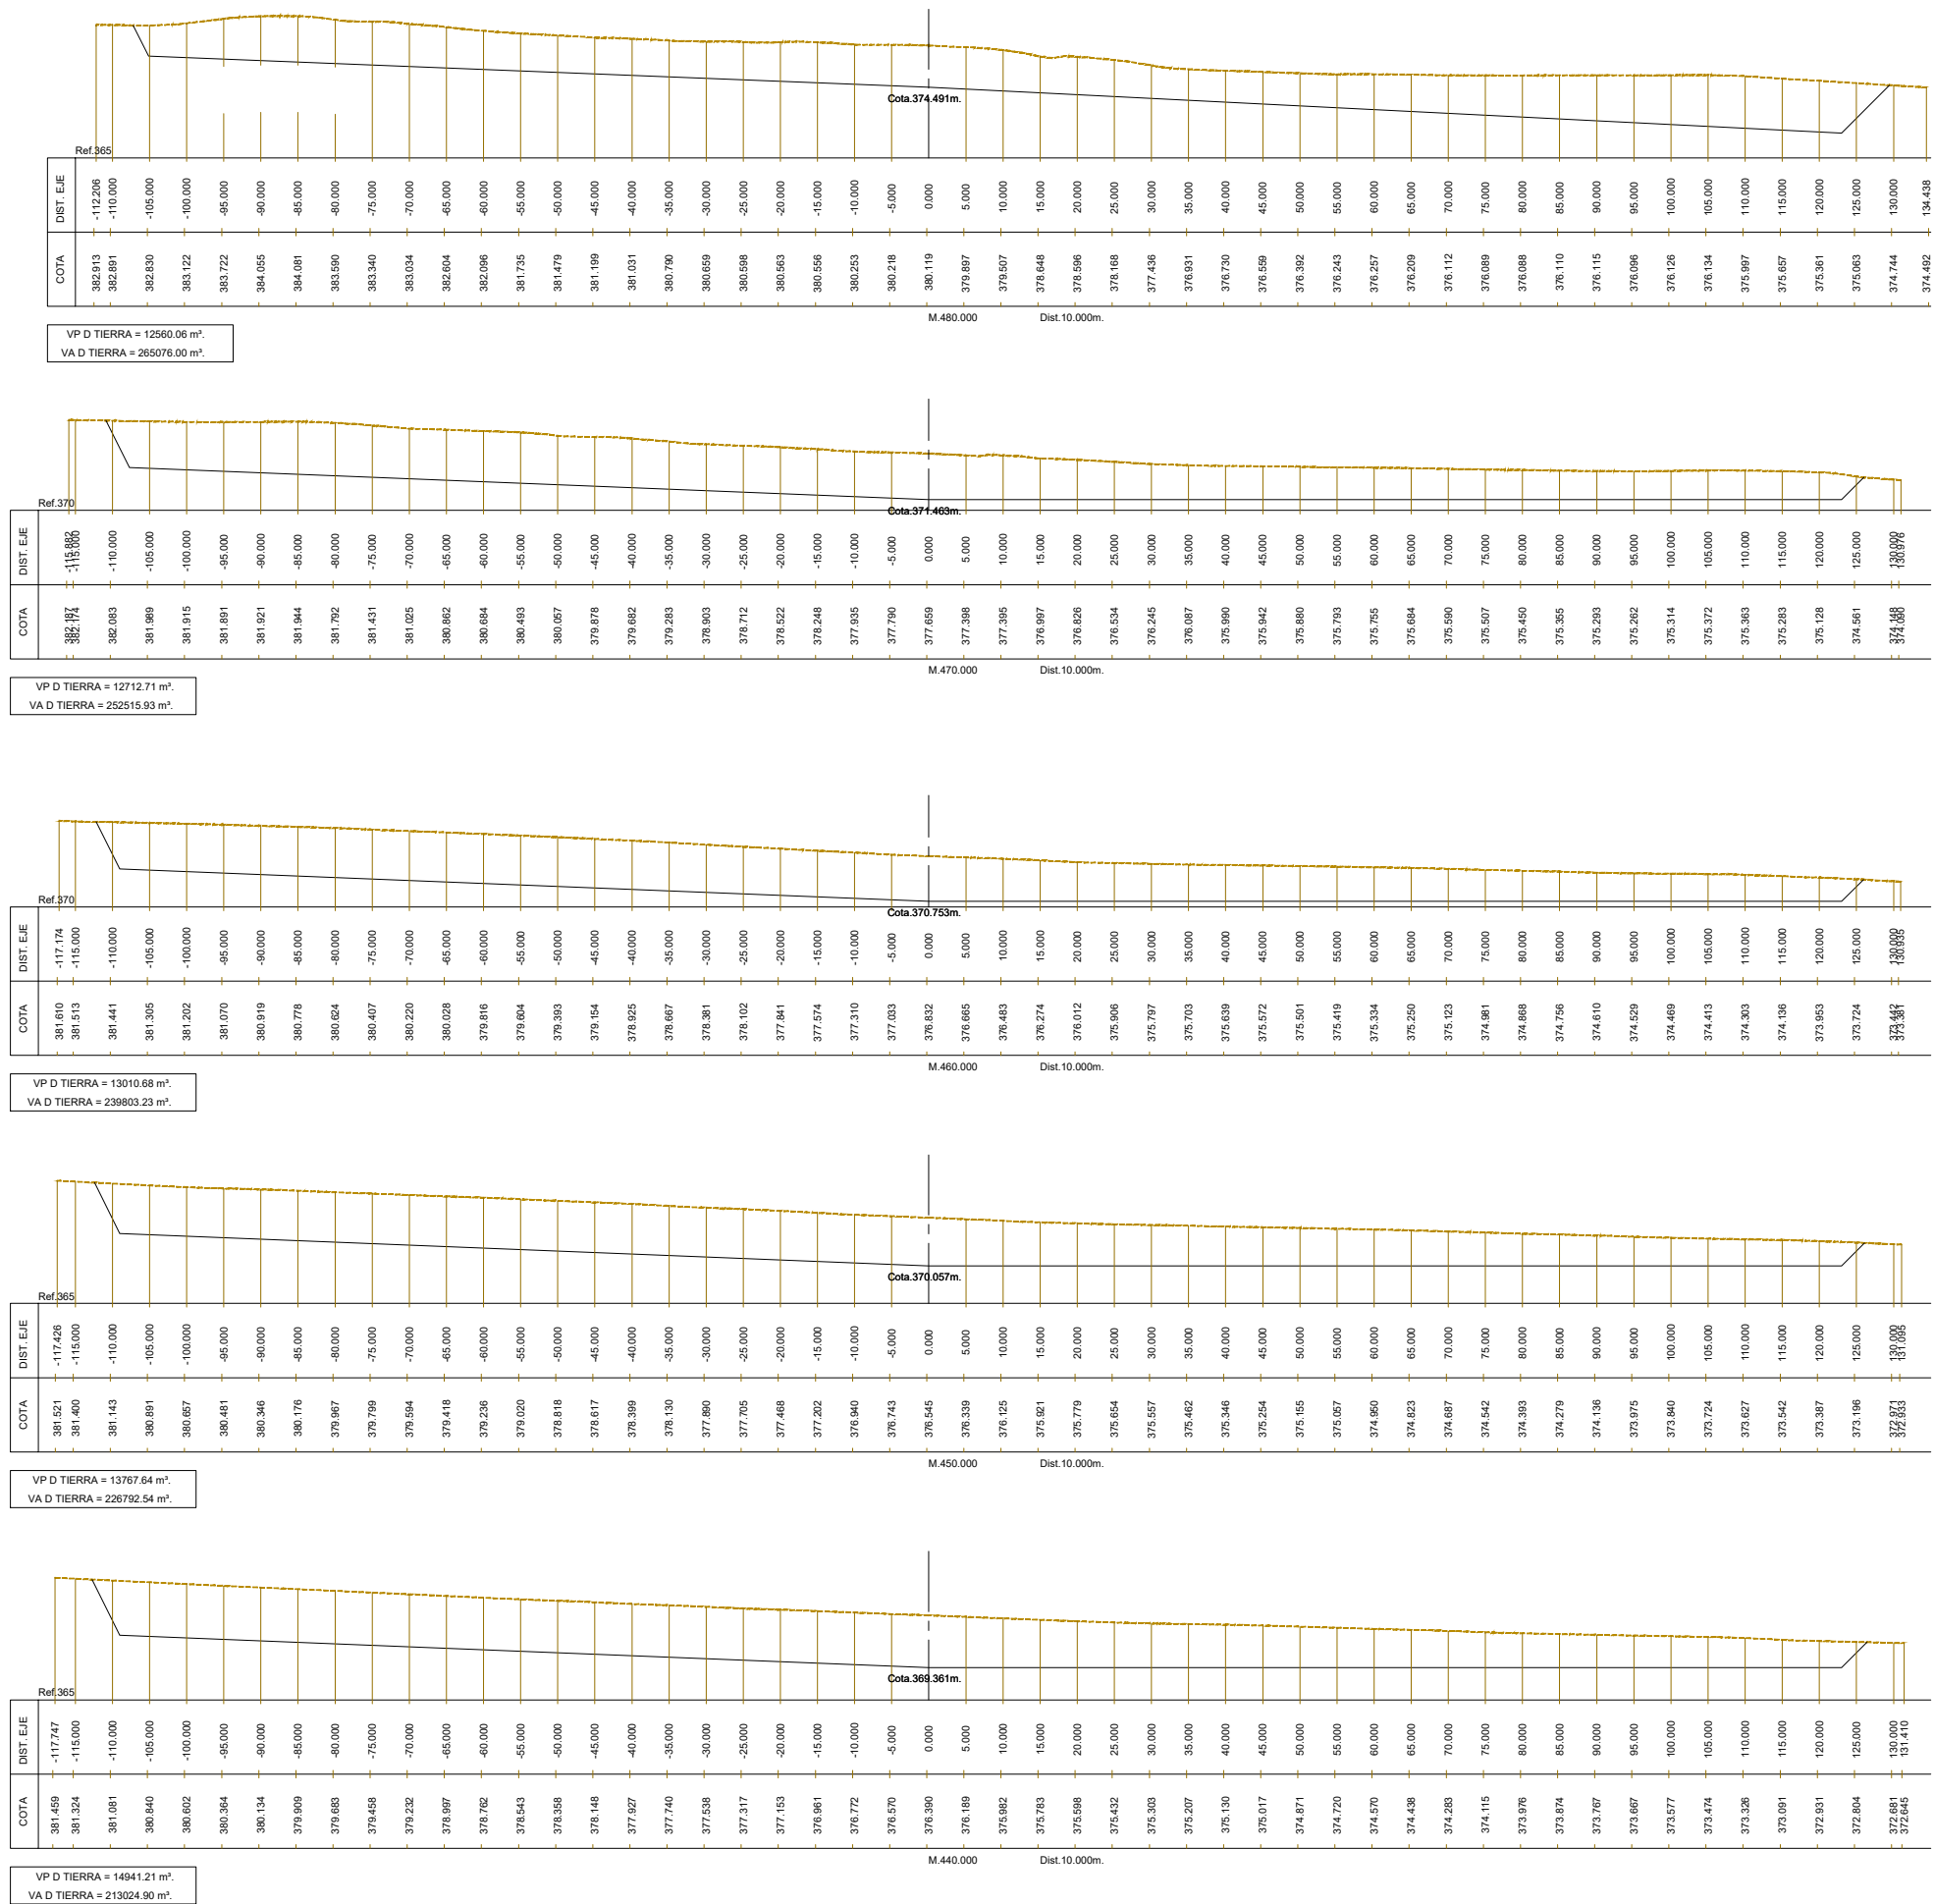 Cota.374.491m.
Ref.365
DIST. EJE -112.206 -110.000 -105.000 -100.000 -95.000 -90.000 -85.000 -80.000 -75.000 -70.000 -65.000 -60.000 -55.000 -50.000 -45.000 -40.000 -35.000 -30.000 -25.000 -20.000 -15.000 -10.000 -5.000 0.000 5.000 10.000 15.000 20.000 25.000 30.000 35.000 40.000 45.000 50.000 55.000 60.000 65.000 70.000 75.000 80.000 85.000 90.000 95.000 100.000 105.000 110.000 115.000 120.000 125.000 130.000 134.438
COTA 382.913 382.891 382.830 383.122 383.722 384.055 384.081 383.590 383.340 383.034 382.604 382.096 381.735 381.479 381.199 381.031 380.790 380.659 380.598 380.563 380.556 380.253 380.218 380.119 379.897 379.507 378.648 378.596 378.168 377.436 376.931 376.730 376.559 376.392 376.243 376.257 376.209 376.112 376.089 376.088 376.110 376.115 376.096 376.126 376.134 375.997 375.657 375.361 375.063 374.744 374.492
M.480.000 Dist.10.000m.
VP D TIERRA = 12560.06 m³.
VA D TIERRA = 265076.00 m³.
Ref.370
Cota.371.463m.
DIST. EJE -115.882 -115.000 -110.000 -105.000 -100.000 -95.000 -90.000 -85.000 -80.000 -75.000 -70.000 -65.000 -60.000 -55.000 -50.000 -45.000 -40.000 -35.000 -30.000 -25.000 -20.000 -15.000 -10.000 -5.000 0.000 5.000 10.000 15.000 20.000 25.000 30.000 35.000 40.000 45.000 50.000 55.000 60.000 65.000 70.000 75.000 80.000 85.000 90.000 95.000 100.000 105.000 110.000 115.000 120.000 125.000 130.000 130.976
COTA 382.187 382.174 382.083 381.989 381.915 381.891 381.921 381.944 381.792 381.431 381.025 380.862 380.684 380.493 380.057 379.878 379.682 379.283 378.903 378.712 378.522 378.248 377.935 377.790 377.659 377.398 377.395 376.997 376.826 376.534 376.245 376.087 375.990 375.942 375.880 375.793 375.755 375.684 375.590 375.507 375.450 375.355 375.293 375.262 375.314 375.372 375.363 375.283 375.128 374.561 374.148 374.090
M.470.000 Dist.10.000m.
VP D TIERRA = 12712.71 m³.
VA D TIERRA = 252515.93 m³.
Ref.370
Cota.370.753m.
DIST. EJE -117.174 -115.000 -110.000 -105.000 -100.000 -95.000 -90.000 -85.000 -80.000 -75.000 -70.000 -65.000 -60.000 -55.000 -50.000 -45.000 -40.000 -35.000 -30.000 -25.000 -20.000 -15.000 -10.000 -5.000 0.000 5.000 10.000 15.000 20.000 25.000 30.000 35.000 40.000 45.000 50.000 55.000 60.000 65.000 70.000 75.000 80.000 85.000 90.000 95.000 100.000 105.000 110.000 115.000 120.000 125.000 130.000 130.935
COTA 381.610 381.513 381.441 381.305 381.202 381.070 380.919 380.778 380.624 380.407 380.220 380.028 379.816 379.604 379.393 379.154 378.925 378.667 378.381 378.102 377.841 377.574 377.310 377.033 376.832 376.665 376.483 376.274 376.012 375.906 375.797 375.703 375.639 375.572 375.501 375.419 375.334 375.250 375.123 374.981 374.868 374.756 374.610 374.529 374.469 374.413 374.303 374.136 373.953 373.724 373.442 373.381
M.460.000 Dist.10.000m.
VP D TIERRA = 13010.68 m³.
VA D TIERRA = 239803.23 m³.
Cota.370.057m.
Ref.365
DIST. EJE -117.426 -115.000 -110.000 -105.000 -100.000 -95.000 -90.000 -85.000 -80.000 -75.000 -70.000 -65.000 -60.000 -55.000 -50.000 -45.000 -40.000 -35.000 -30.000 -25.000 -20.000 -15.000 -10.000 -5.000 0.000 5.000 10.000 15.000 20.000 25.000 30.000 35.000 40.000 45.000 50.000 55.000 60.000 65.000 70.000 75.000 80.000 85.000 90.000 95.000 100.000 105.000 110.000 115.000 120.000 125.000 130.000 131.095
COTA 381.521 381.400 381.143 380.891 380.657 380.481 380.346 380.176 379.967 379.799 379.594 379.418 379.236 379.020 378.818 378.617 378.399 378.130 377.890 377.705 377.468 377.202 376.940 376.743 376.545 376.339 376.125 375.921 375.779 375.654 375.557 375.462 375.346 375.254 375.155 375.057 374.950 374.823 374.687 374.542 374.393 374.279 374.136 373.975 373.840 373.724 373.627 373.542 373.387 373.196 372.971 372.933
M.450.000 Dist.10.000m.
VP D TIERRA = 13767.64 m³.
VA D TIERRA = 226792.54 m³.
Cota.369.361m.
Ref.365
DIST. EJE -117.747 -115.000 -110.000 -105.000 -100.000 -95.000 -90.000 -85.000 -80.000 -75.000 -70.000 -65.000 -60.000 -55.000 -50.000 -45.000 -40.000 -35.000 -30.000 -25.000 -20.000 -15.000 -10.000 -5.000 0.000 5.000 10.000 15.000 20.000 25.000 30.000 35.000 40.000 45.000 50.000 55.000 60.000 65.000 70.000 75.000 80.000 85.000 90.000 95.000 100.000 105.000 110.000 115.000 120.000 125.000 130.000 131.410
COTA 381.459 381.324 381.081 380.840 380.602 380.364 380.134 379.909 379.683 379.458 379.232 378.997 378.762 378.543 378.358 378.148 377.927 377.740 377.538 377.317 377.153 376.961 376.772 376.570 376.390 376.189 375.982 375.783 375.598 375.432 375.303 375.207 375.130 375.017 374.871 374.720 374.570 374.438 374.283 374.115 373.976 373.874 373.767 373.667 373.577 373.474 373.326 373.091 372.931 372.804 372.681 372.645
M.440.000 Dist.10.000m.
VP D TIERRA = 14941.21 m³.
VA D TIERRA = 213024.90 m³.